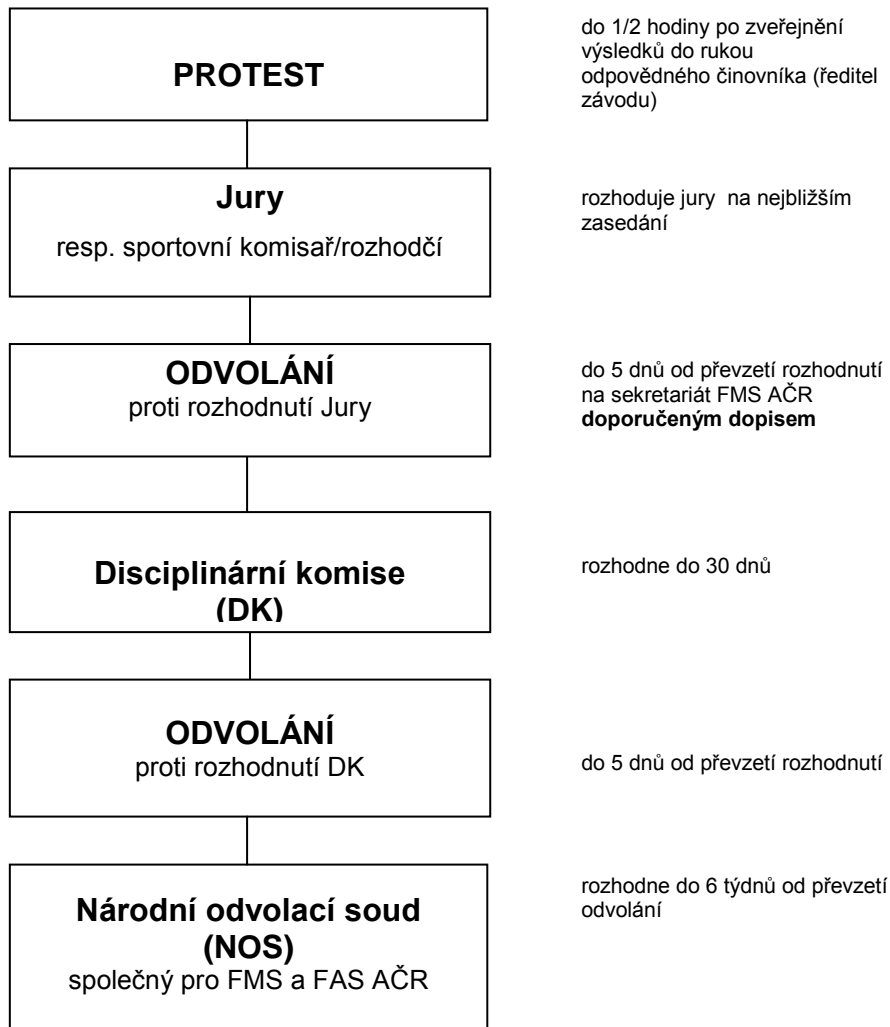 PROTEST
do 1/2 hodiny po zveřejnění
výsledků do rukou
odpovědného činovníka (ředitel
závodu)
Jury
resp. sportovní komisař/rozhodčí
rozhoduje jury na nejbližším
zasedání
ODVOLÁNÍ
proti rozhodnutí Jury
do 5 dnů od převzetí rozhodnutí
na sekretariát FMS AČR
doporučeným dopisem
Disciplinární komise
(DK)
rozhodne do 30 dnů
ODVOLÁNÍ
proti rozhodnutí DK
do 5 dnů od převzetí rozhodnutí
Národní odvolací soud
(NOS)
společný pro FMS a FAS AČR
rozhodne do 6 týdnů od převzetí
odvolání